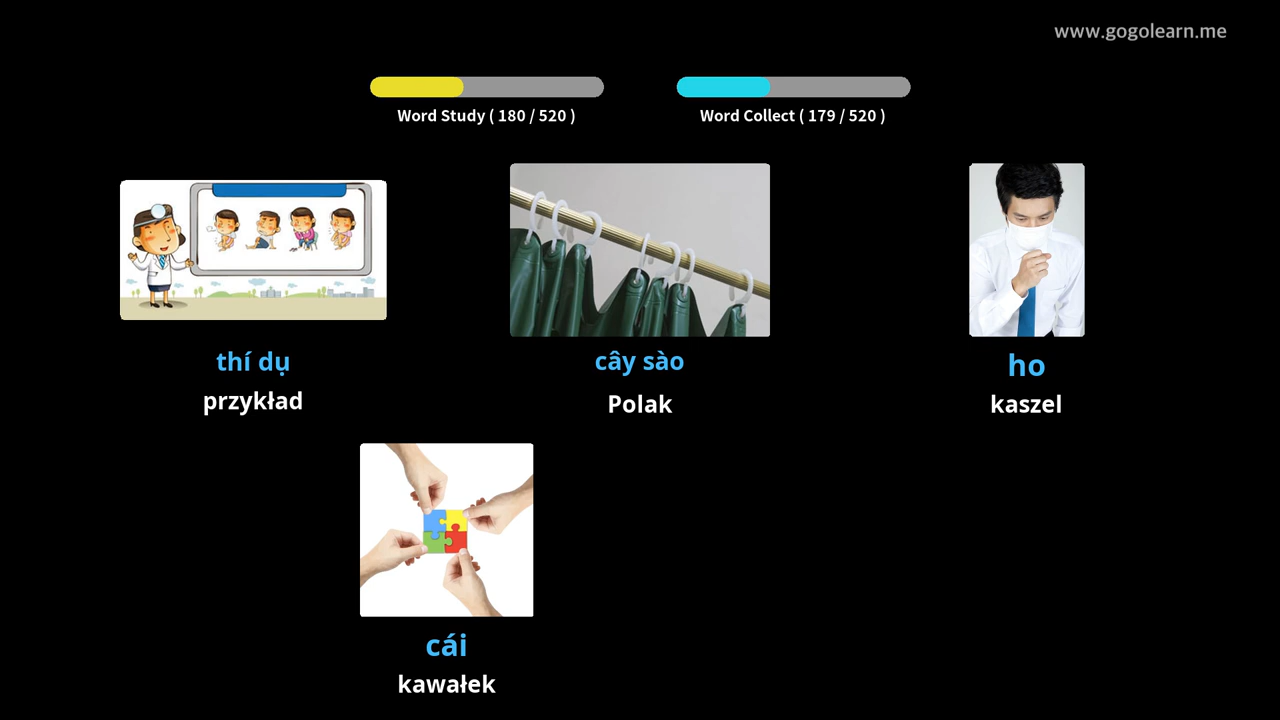 www.gogolearn.me
Word Study ( 180 / 520 )
Word Collect ( 179 / 520 )
thí dụ
przykład
cây sào
Polak
ho
kaszel
cái
kawałek